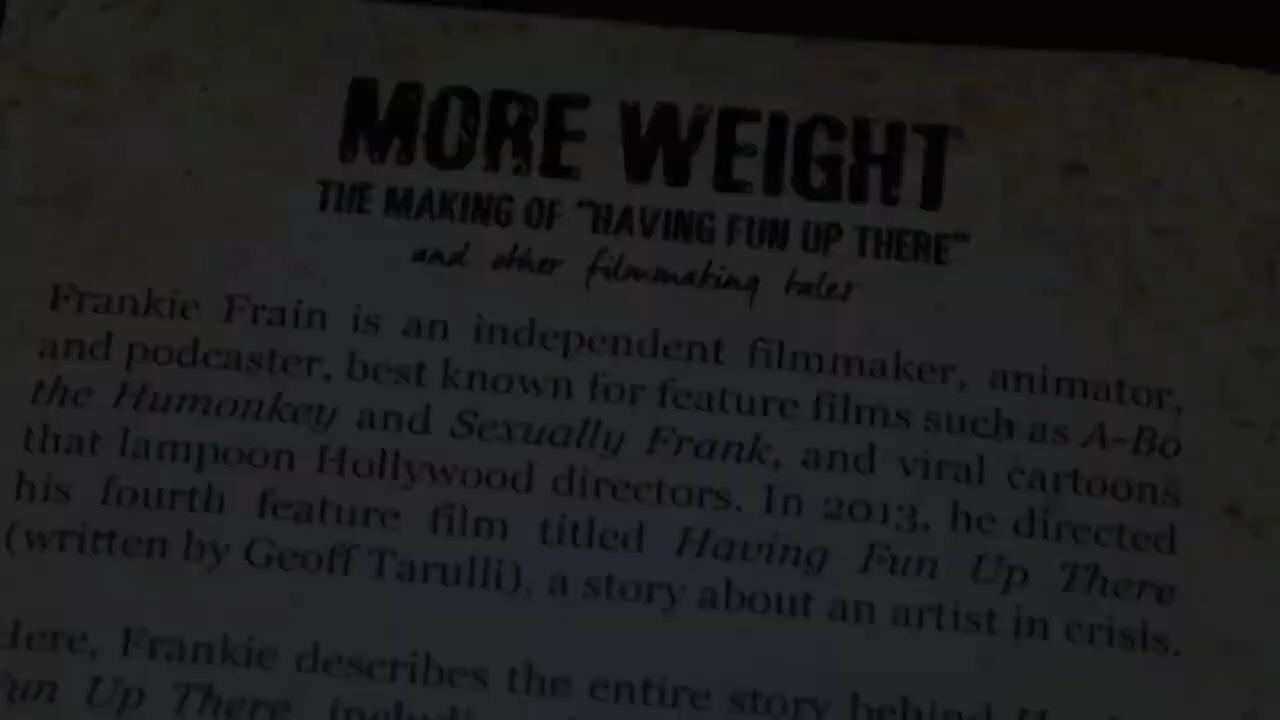 MORE WEIGHT
THE MAKING OF "HAVING FUN UP THERE"
and other filmmaking tales
Frankie Frain is an independent filmmaker, animator,
and podcaster, best known for feature films such as A-Bo
the Humonkey and Sexually Frank, and viral cartoons
that lampoon Hollywood directors. In 2013, he directed
his fourth feature film titled Having Fun Up There
(written by Geoff Tarulli), a story about an artist in crisis.
Here, Frankie describes the entire story behind
Fun Up There